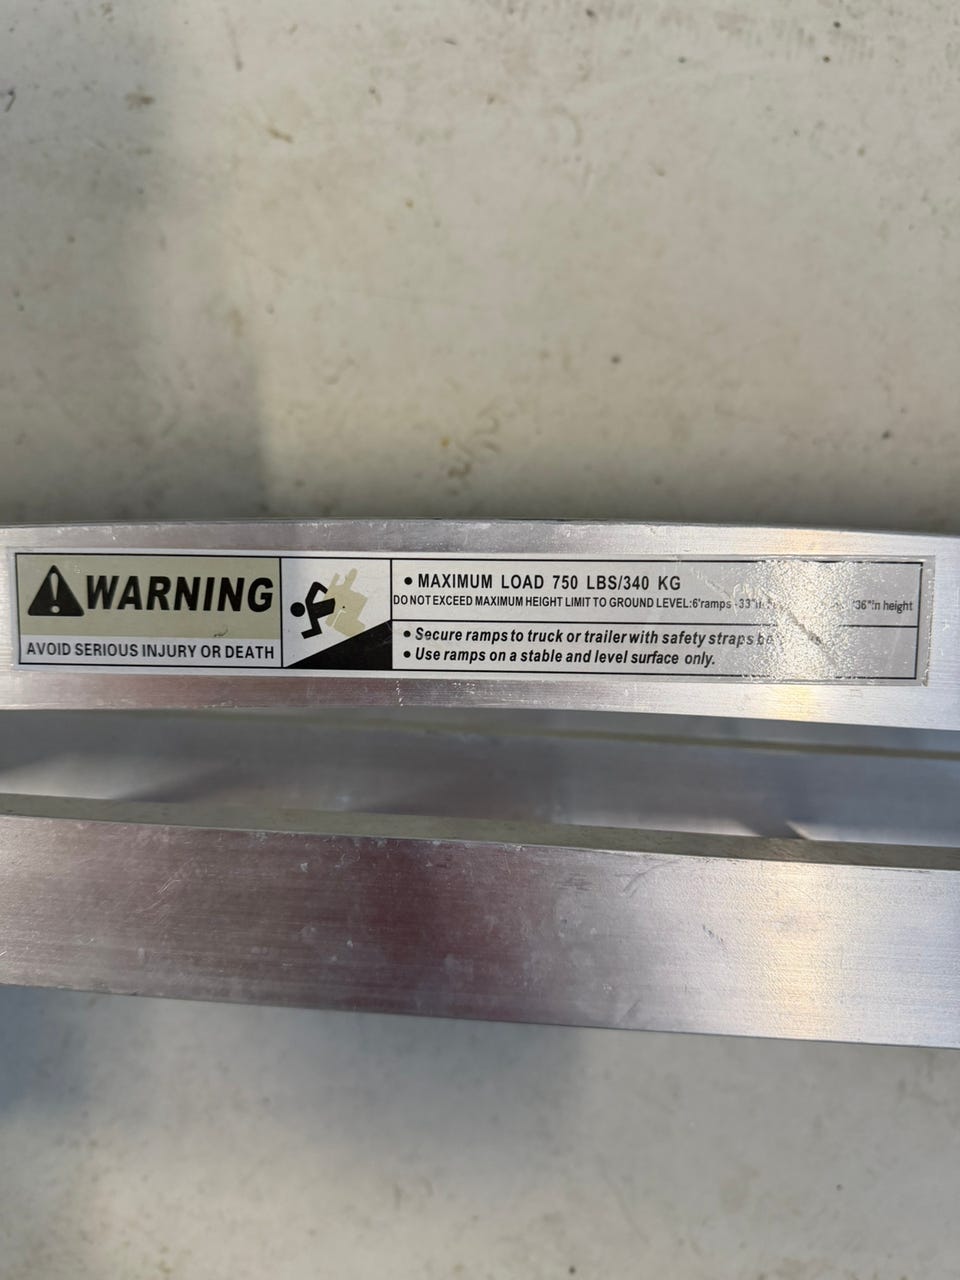 WARNING
AVOID SERIOUS INJURY OR DEATH
• MAXIMUM LOAD 750 LBS/340 KG
DO NOT EXCEED MAXIMUM HEIGHT LIMIT TO GROUND LEVEL:6'ramps -33" 36"in height
• Secure ramps to truck or trailer with safety straps
• Use ramps on a stable and level surface only.